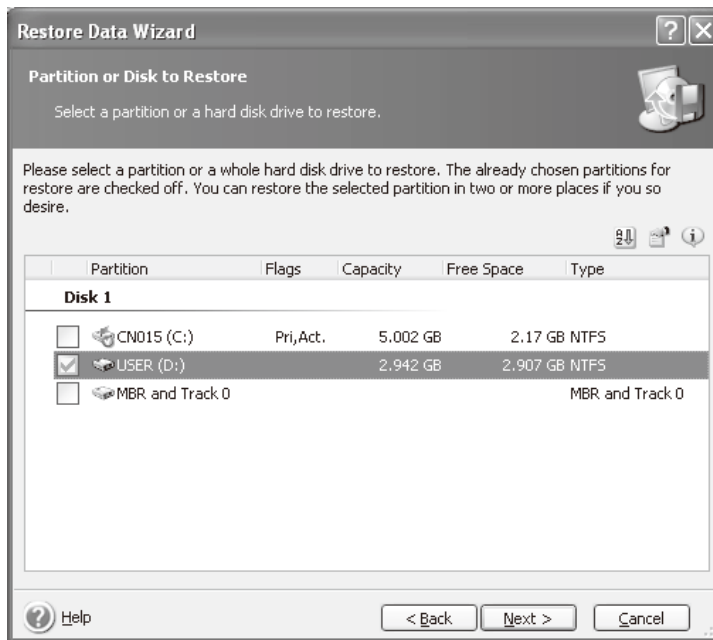 Restore Data Wizard
Partition or Disk to Restore
Select a partition or a hard disk drive to restore.
Please select a partition or a whole hard disk drive to restore. The already chosen partitions for
restore are checked off. You can restore the selected partition in two or more places if you so
desire.
Partition Flags Capacity Free Space Type
Disk 1
CN015 (C:) Pri,Act. 5.002 GB 2.17 GB NTFS
USER (D:) 2.942 GB 2.907 GB NTFS
MBR and Track 0 MBR and Track 0
Help < Back Next > Cancel